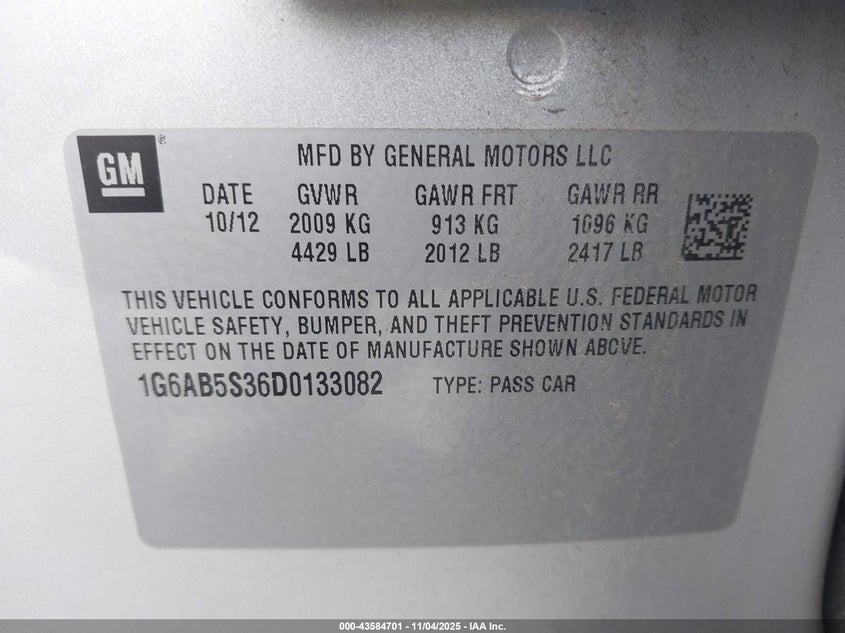 GM
MFD BY GENERAL MOTORS LLC
DATE GVWR GAWR FRT GAWR RR
10/12 2009 KG 913 KG 1096 KG
4429 LB 2012 LB 2417 LB
THIS VEHICLE CONFORMS TO ALL APPLICABLE U.S. FEDERAL MOTOR
VEHICLE SAFETY, BUMPER, AND THEFT PREVENTION STANDARDS IN
EFFECT ON THE DATE OF MANUFACTURE SHOWN ABOVE.
1G6AB5S36D0133082 TYPE: PASS CAR
000-43584701 - 11/04/2025 - IAA Inc.